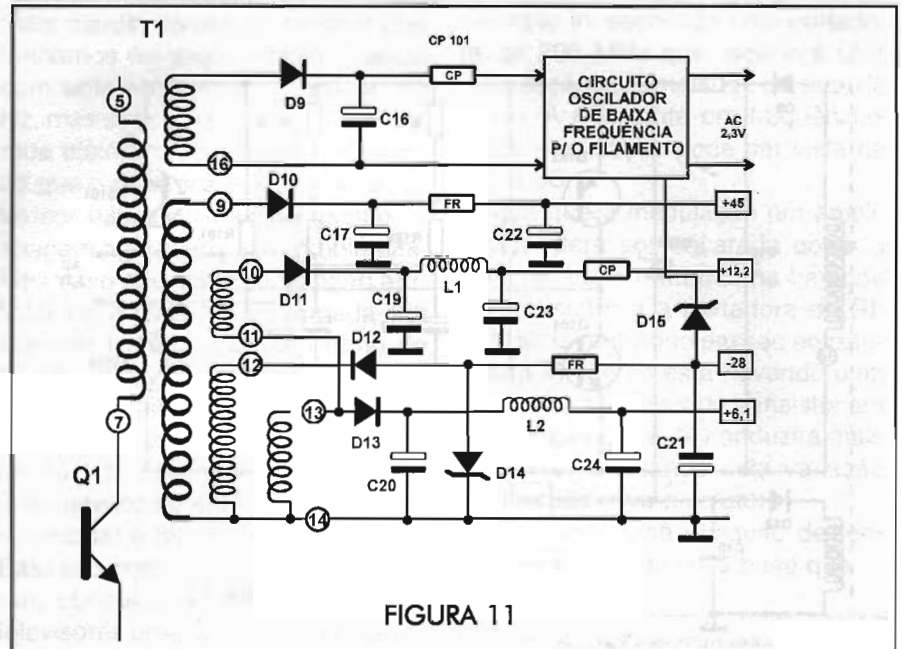 T1
CP 101
5
D9
CP
CIRCUITO
OSCILADOR
DE BAIXA
FREQUÊNCIA
P/ O FILAMENTO
AC
2,3V
C16
16
9
D10
FR
+45
C17
C22
10
D11
L1
CP
+12,2
C19
C23
D15
11
12
D12
FR
-28
7
13
D13
L2
+6,1
Q1
C20
D14
C24
C21
14
FIGURA 11